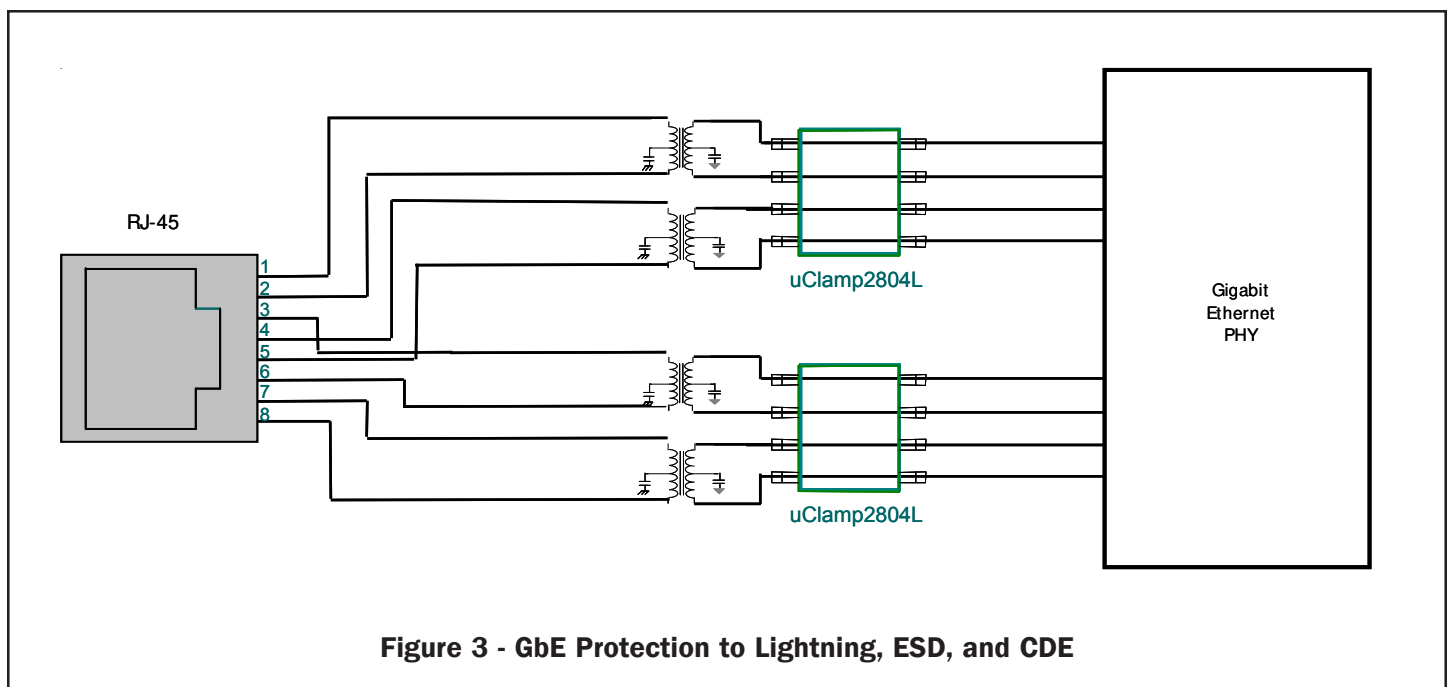 RJ-45
1
2
3
4
5
6
7
8
uClamp2804L
uClamp2804L
Gigabit
Ethernet
PHY
Figure 3 - GbE Protection to Lightning, ESD, and CDE